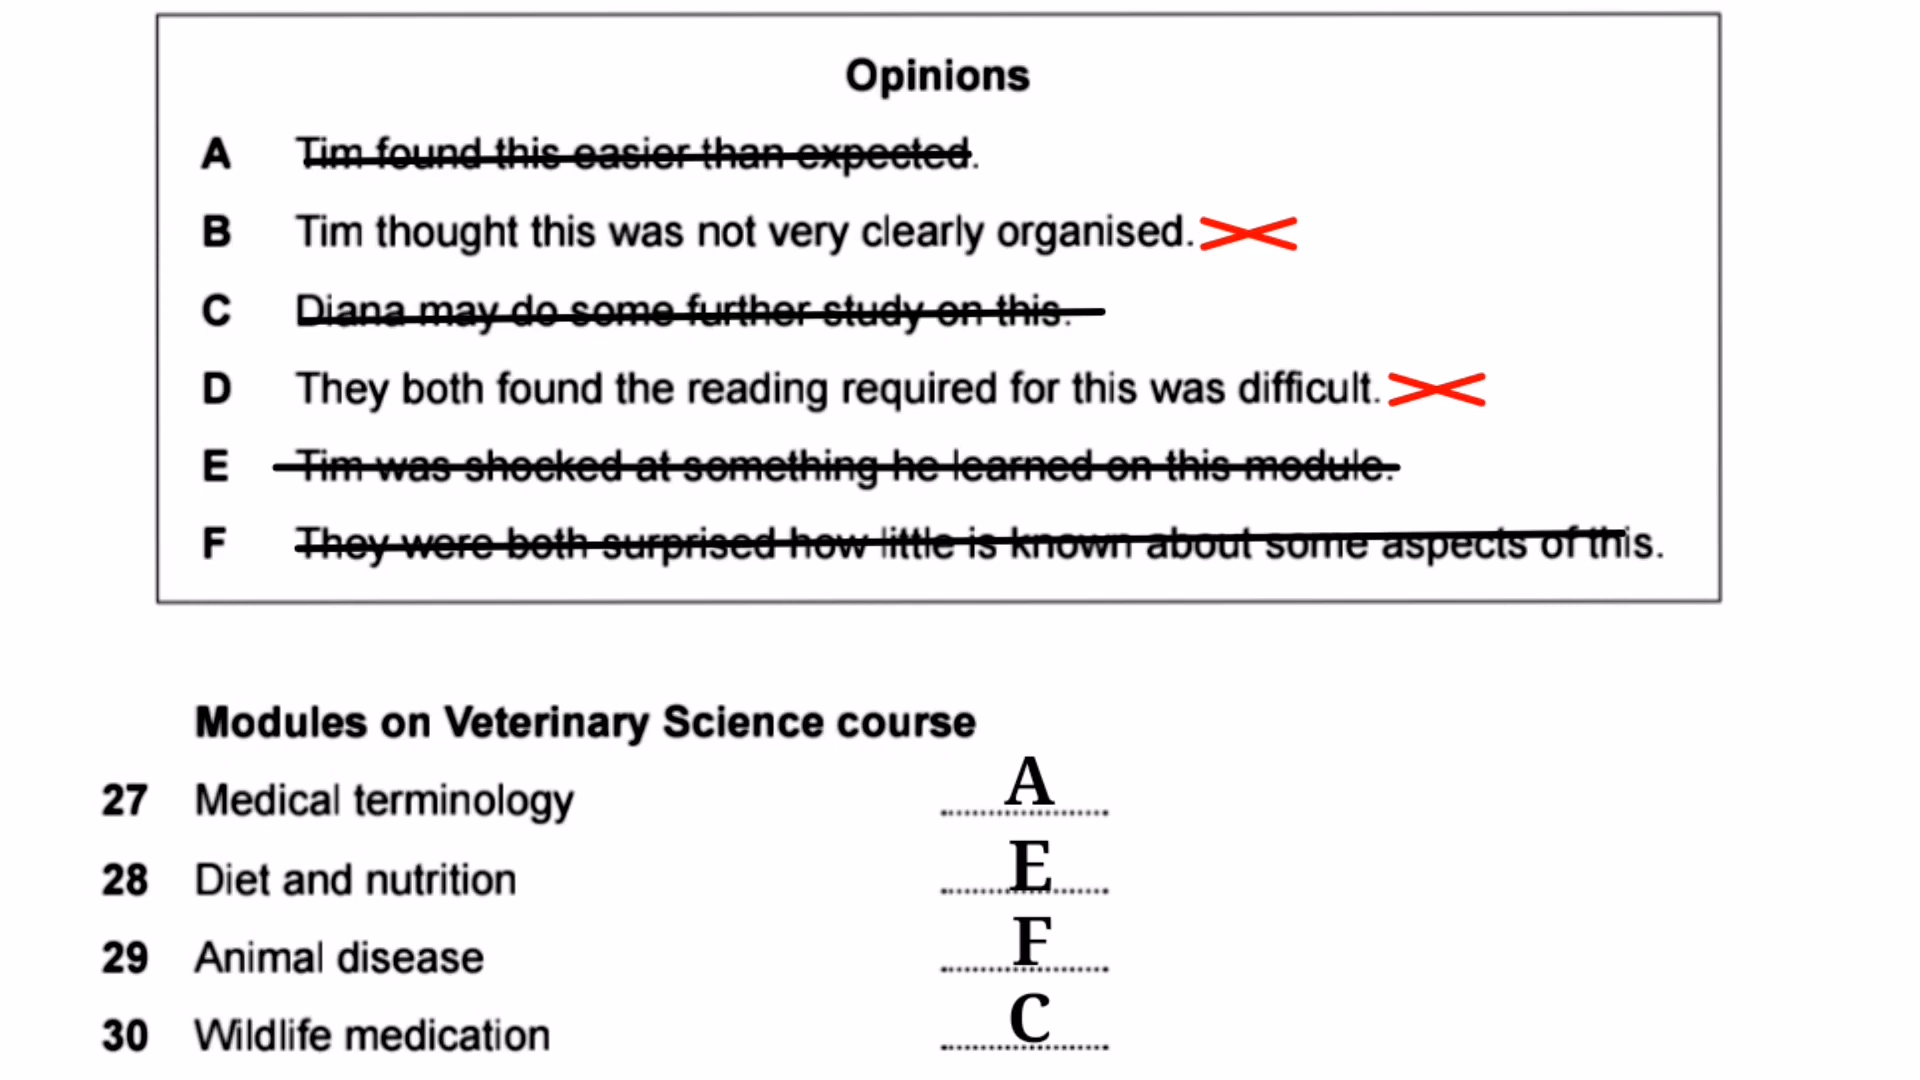 Opinions
A Tim found this easier than expected.
B Tim thought this was not very clearly organised.
C Diana may do some further study on this.
D They both found the reading required for this was difficult.
E Tim was shocked at something he learned on this module.
F They were both surprised how little is known about some aspects of this.
Modules on Veterinary Science course
27 Medical terminology A
28 Diet and nutrition E
29 Animal disease F
30 Wildlife medication C